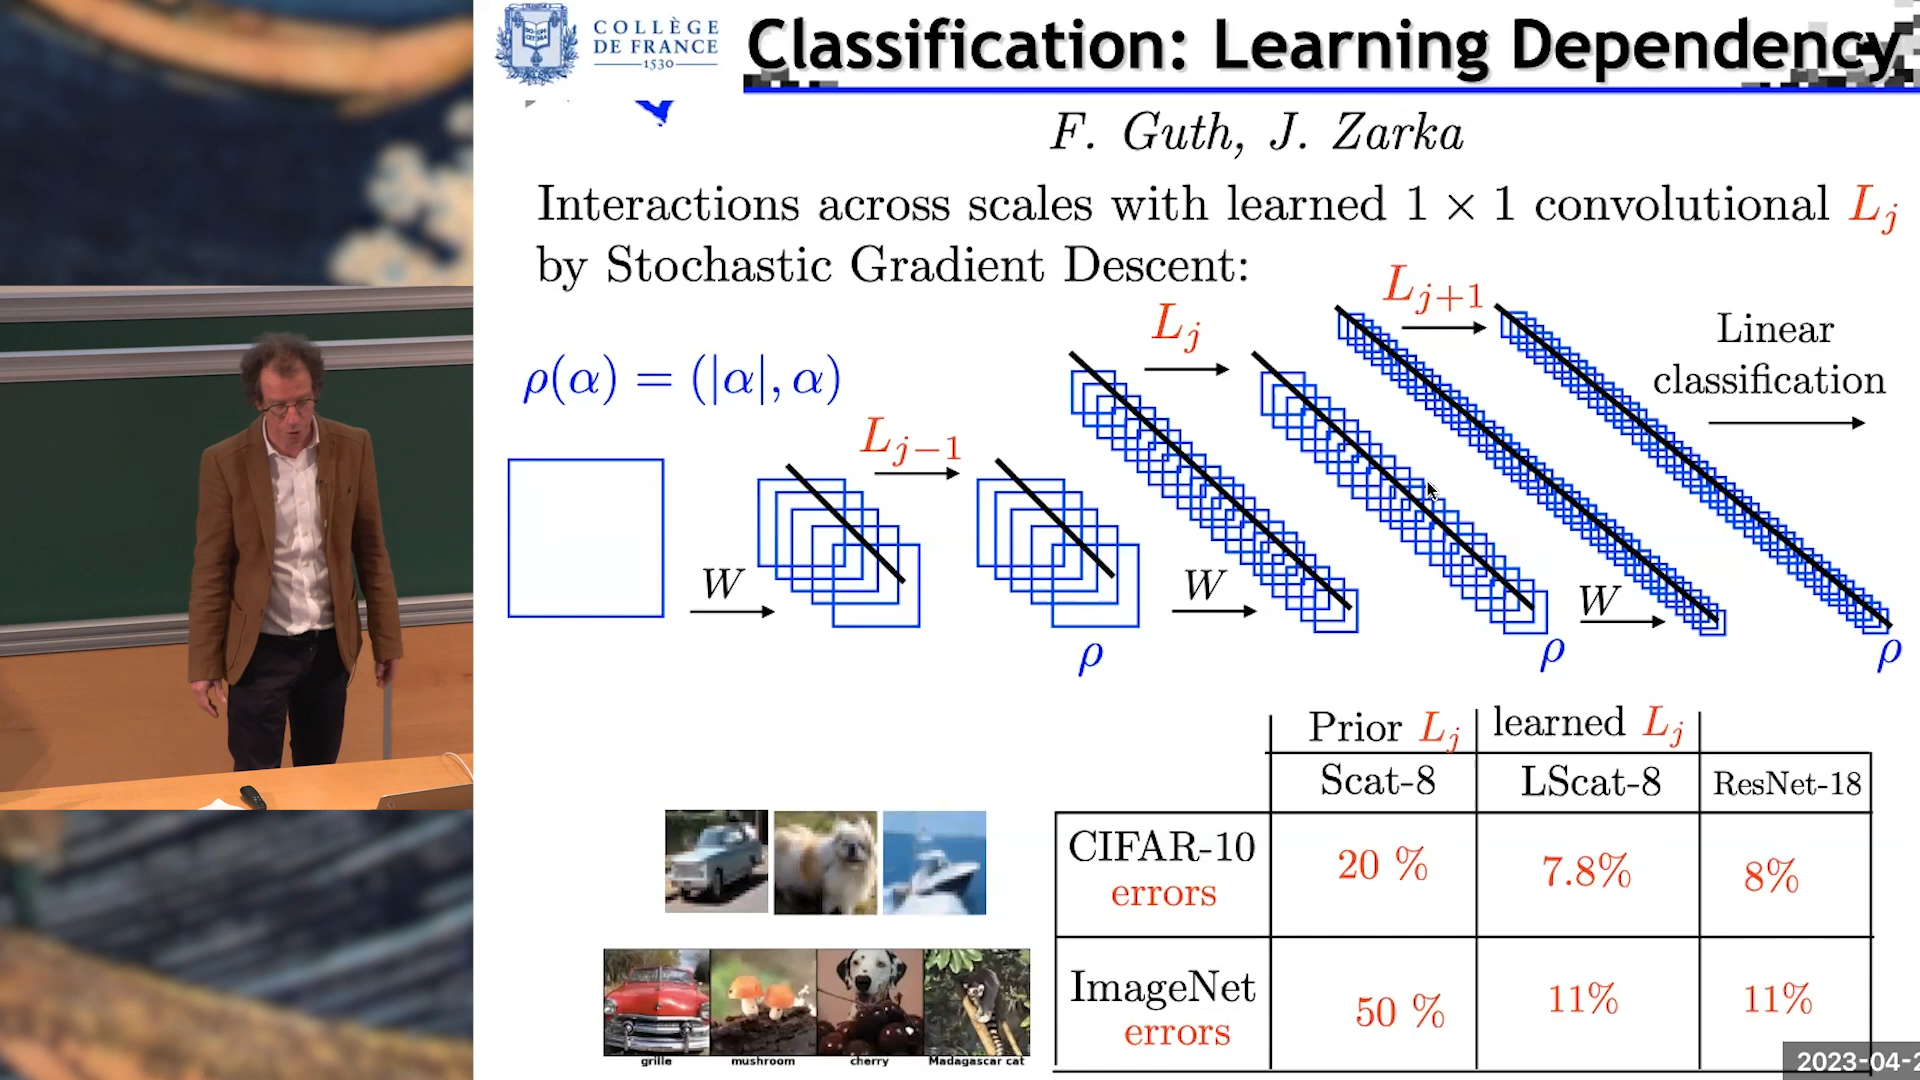 COLLÈGE
DE FRANCE
1530
Classification: Learning Dependency
F. Guth, J. Zarka
Interactions across scales with learned 1 × 1 convolutional L_j
by Stochastic Gradient Descent:
L_{j+1}
L_j
Linear
classification
ρ(α) = (|α|, α)
L_{j−1}
W
W
W
ρ
ρ
ρ
Prior L_j
learned L_j
Scat-8
LScat-8
ResNet-18
CIFAR-10
errors
20 %
7.8%
8%
ImageNet
errors
50 %
11%
11%
grille
mushroom
cherry
Madagascar cat
2023-04-2